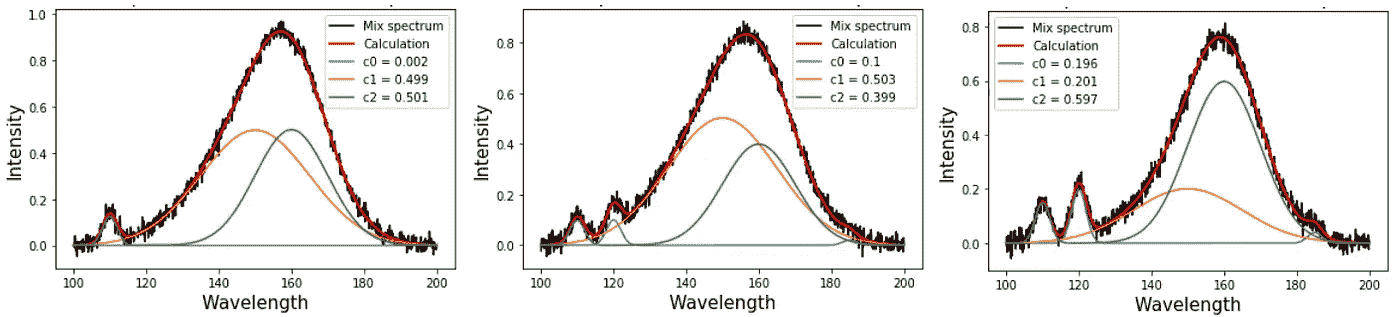 1.0
0.8
0.6
0.4
0.2
0.0
Intensity
Mix spectrum
Calculation
c0 = 0.002
c1 = 0.499
c2 = 0.501
100
120
140
160
180
200
Wavelength
0.8
0.6
0.4
0.2
0.0
Intensity
Mix spectrum
Calculation
c0 = 0.1
c1 = 0.503
c2 = 0.399
100
120
140
160
180
200
Wavelength
0.8
0.6
0.4
0.2
0.0
Intensity
Mix spectrum
Calculation
c0 = 0.196
c1 = 0.201
c2 = 0.597
100
120
140
160
180
200
Wavelength